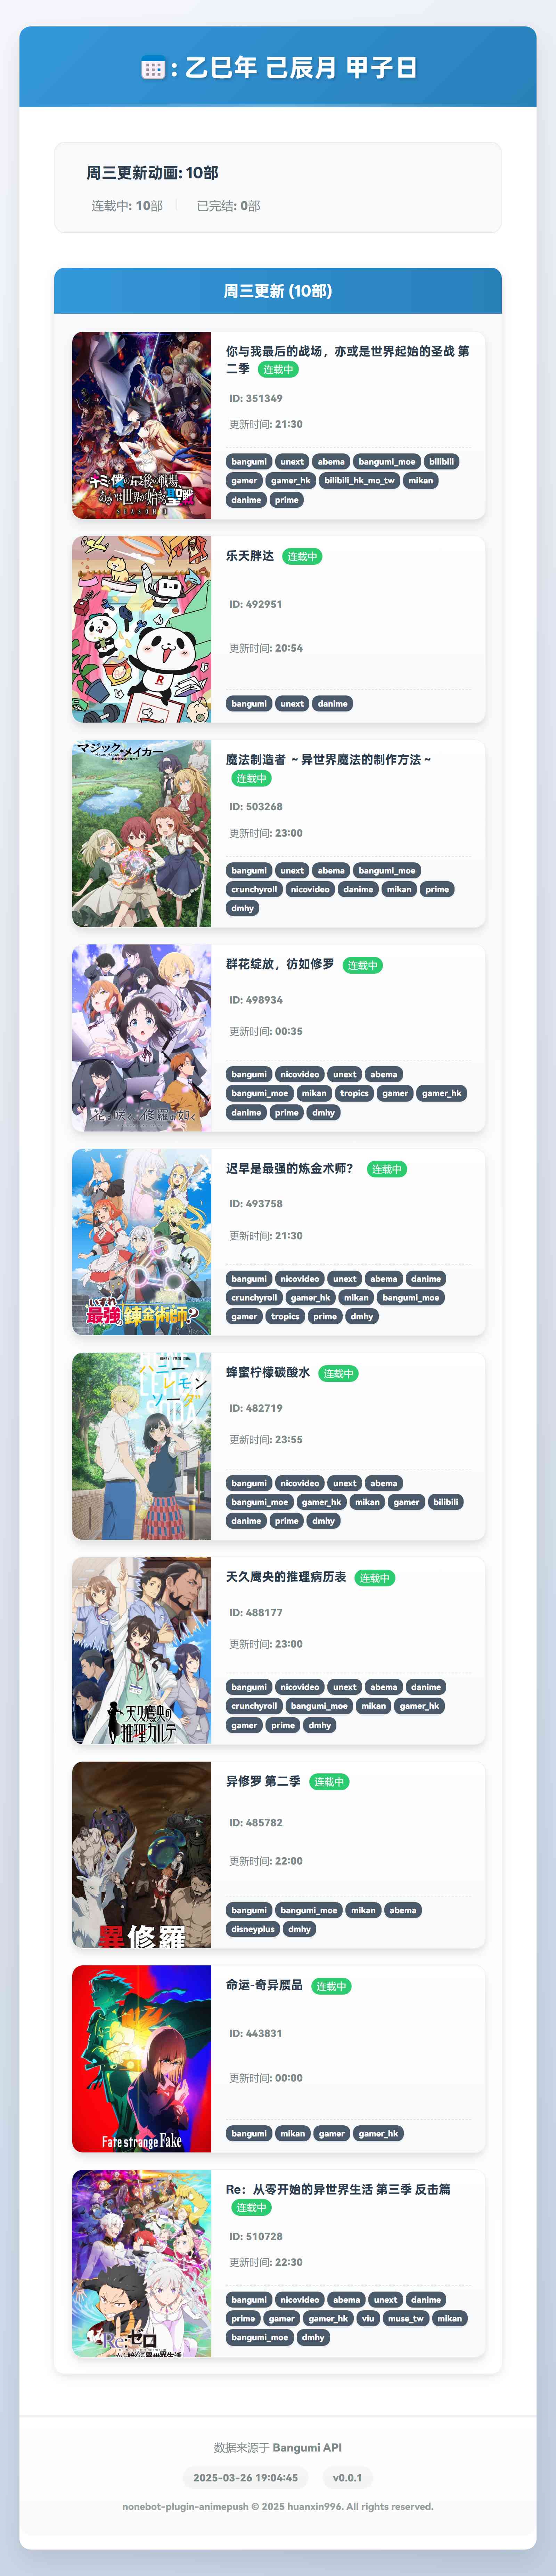 : 乙巳年 己辰月 甲子日
周三更新动画: 10部
连载中: 10部
已完结: 0部
周三更新 (10部)
キミと僕の最後の戦場、
あるいは世界が始まる聖戦
SEASON II
你与我最后的战场，亦或是世界起始的圣战 第
二季 连载中
ID: 351349
更新时间: 21:30
bangumi unext abema bangumi_moe bilibili
gamer gamer_hk bilibili_hk_mo_tw mikan
danime prime
R
乐天胖达 连载中
ID: 492951
更新时间: 20:54
bangumi unext danime
マジック・メイカー
魔法制造者 ～异世界魔法的制作方法～
连载中
ID: 503268
更新时间: 23:00
bangumi unext abema bangumi_moe
crunchyroll nicovideo danime mikan prime
dmhy
花は咲く、修羅の如く
群花绽放，彷如修罗 连载中
ID: 498934
更新时间: 00:35
bangumi nicovideo unext abema
bangumi_moe mikan tropics gamer gamer_hk
danime prime dmhy
いずれ
最強の錬金術師?
迟早是最强的炼金术师？ 连载中
ID: 493758
更新时间: 21:30
bangumi nicovideo unext abema danime
crunchyroll gamer_hk mikan bangumi_moe
gamer tropics prime dmhy
HONEY LEMON SODA
ハニー
レモン
ソーダ
蜂蜜柠檬碳酸水 连载中
ID: 482719
更新时间: 23:55
bangumi nicovideo unext abema
bangumi_moe gamer_hk mikan gamer bilibili
danime prime dmhy
天久鷹央の
推理カルテ
天久鹰央的推理病历表 连载中
ID: 488177
更新时间: 23:00
bangumi nicovideo unext abema danime
crunchyroll bangumi_moe mikan gamer_hk
gamer prime dmhy
異修羅
异修罗 第二季 连载中
ID: 485782
更新时间: 22:00
bangumi bangumi_moe mikan abema
disneyplus dmhy
Fate strange Fake
命运-奇异赝品 连载中
ID: 443831
更新时间: 00:00
bangumi mikan gamer gamer_hk
Re:ゼロ
から始める異世界生活
Re：从零开始的异世界生活 第三季 反击篇
连载中
ID: 510728
更新时间: 22:30
bangumi nicovideo abema unext danime
prime gamer gamer_hk viu muse_tw mikan
bangumi_moe dmhy
数据来源于 Bangumi API
2025-03-26 19:04:45 v0.0.1
nonebot-plugin-animepush © 2025 huanxin996. All rights reserved.